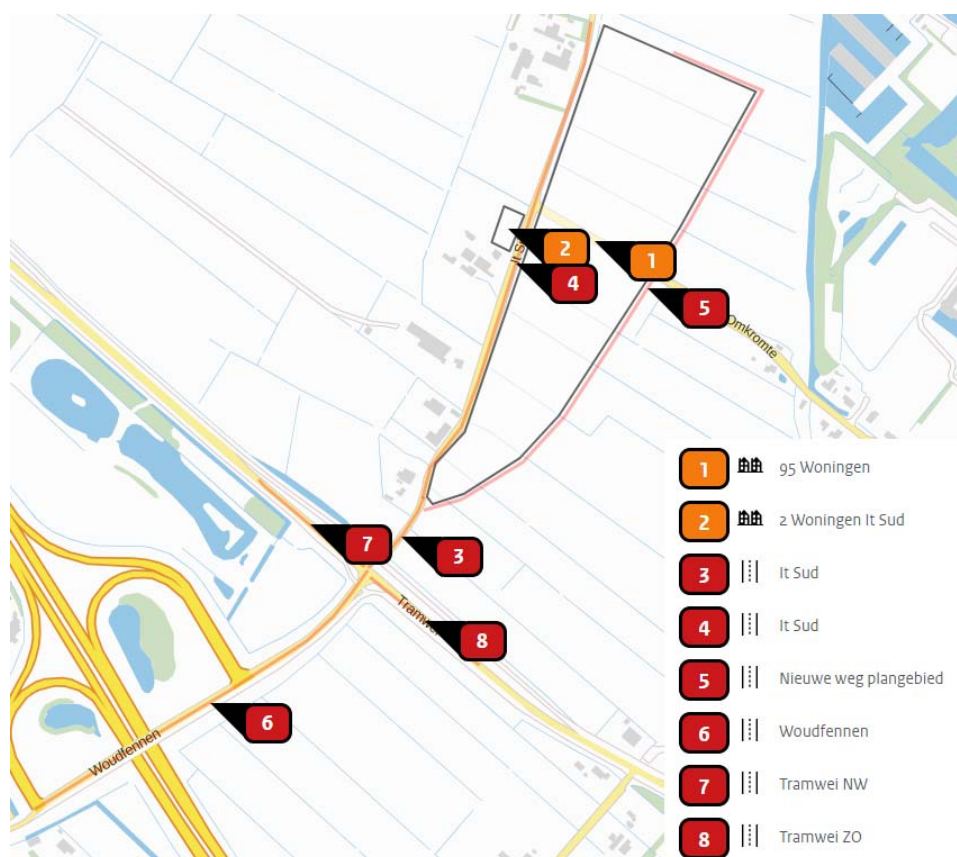 It S
2
1
4
5
Omkromte
7
3
Tramwei
8
6
Woudfennen
1 95 Woningen
2 2 Woningen It Sud
3 It Sud
4 It Sud
5 Nieuwe weg plangebied
6 Woudfennen
7 Tramwei NW
8 Tramwei ZO